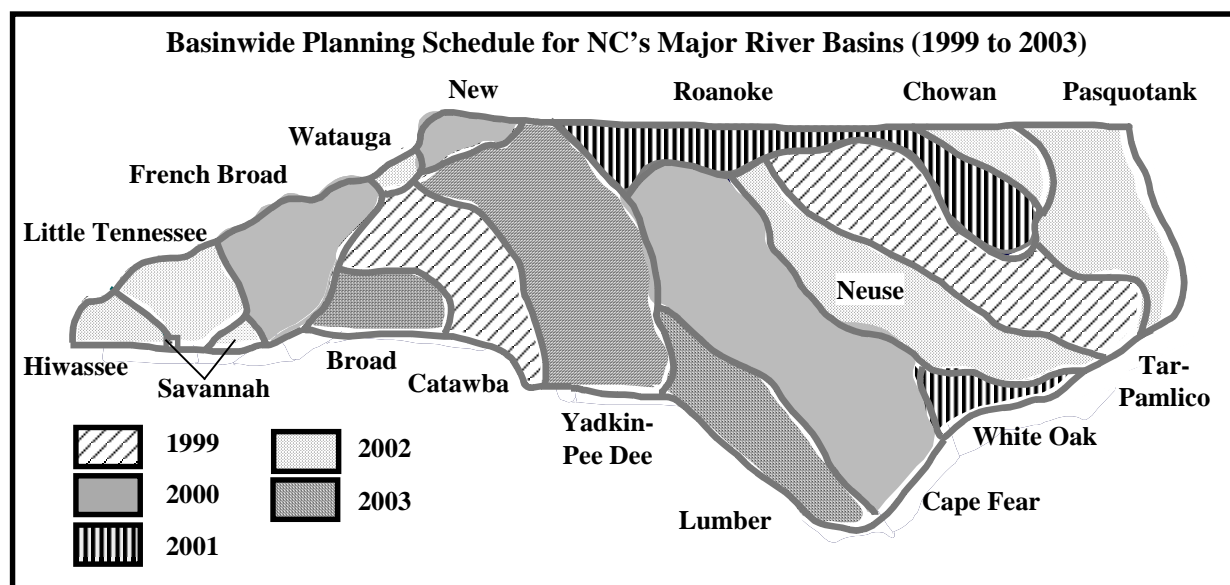 Basinwide Planning Schedule for NC’s Major River Basins (1999 to 2003)
New
Roanoke
Chowan
Pasquotank
Watauga
French Broad
Little Tennessee
Neuse
Hiwassee
Savannah
Broad
Catawba
Yadkin-
Pee Dee
Lumber
Cape Fear
White Oak
Tar-
Pamlico
1999
2000
2001
2002
2003